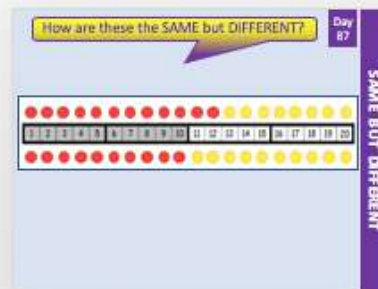 How are these the SAME but DIFFERENT?
Day
87
1 2 3 4 5 6 7 8 9 10 11 12 13 14 15 16 17 18 19 20
SAME BUT DIFFERENT